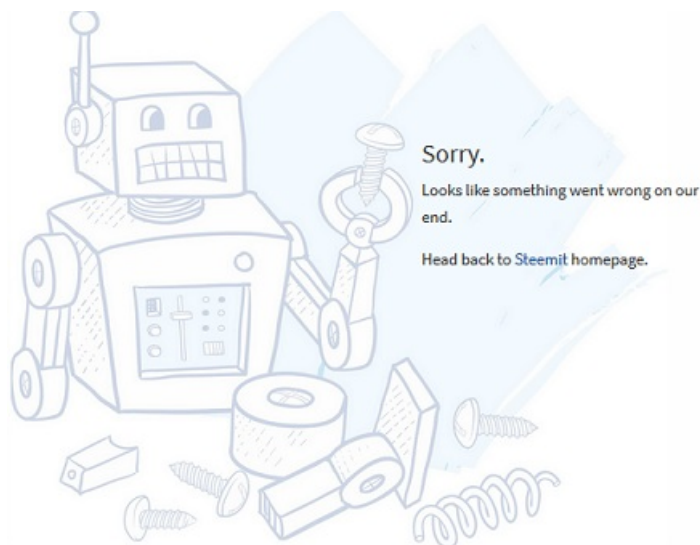 Sorry.
Looks like something went wrong on our
end.
Head back to Steemit homepage.